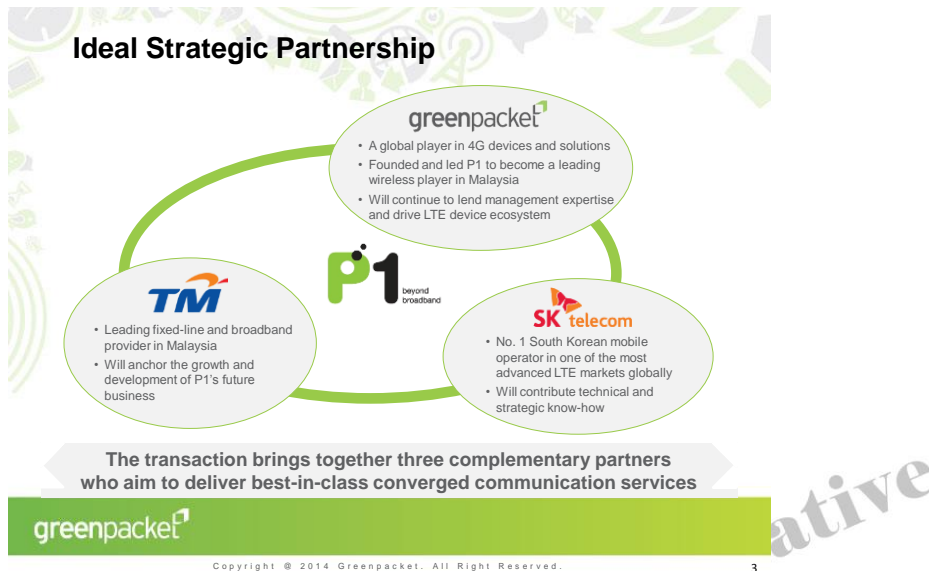 Ideal Strategic Partnership
greenpacket
• A global player in 4G devices and solutions
• Founded and led P1 to become a leading
wireless player in Malaysia
• Will continue to lend management expertise
and drive LTE device ecosystem
P1
beyond
broadband
TM
• Leading fixed-line and broadband
provider in Malaysia
• Will anchor the growth and
development of P1's future
business
SK telecom
• No. 1 South Korean mobile
operator in one of the most
advanced LTE markets globally
• Will contribute technical and
strategic know-how
The transaction brings together three complementary partners
who aim to deliver best-in-class converged communication services
greenpacket
Copyright @ 2014 Greenpacket. All Right Reserved.
3
ative